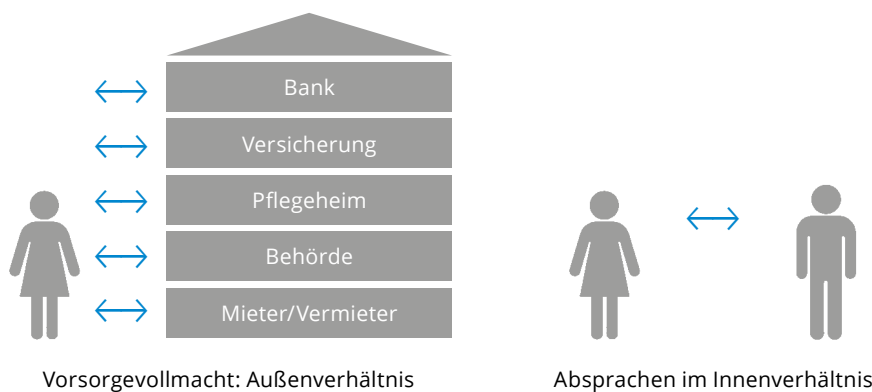 Bank
Versicherung
Pflegeheim
Behörde
Mieter/Vermieter
Vorsorgevollmacht: Außenverhältnis
Absprachen im Innenverhältnis